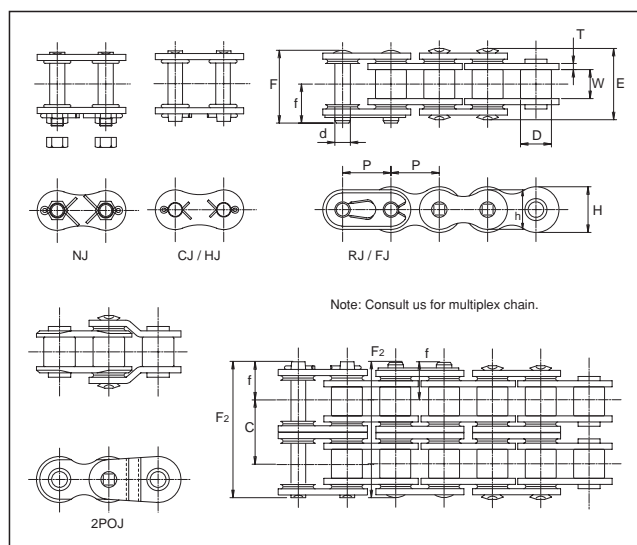 T
F
f
W
E
d
D
P P
h
H
NJ
CJ / HJ
RJ / FJ
Note: Consult us for multiplex chain.
F2
f
f
F2
C
2POJ